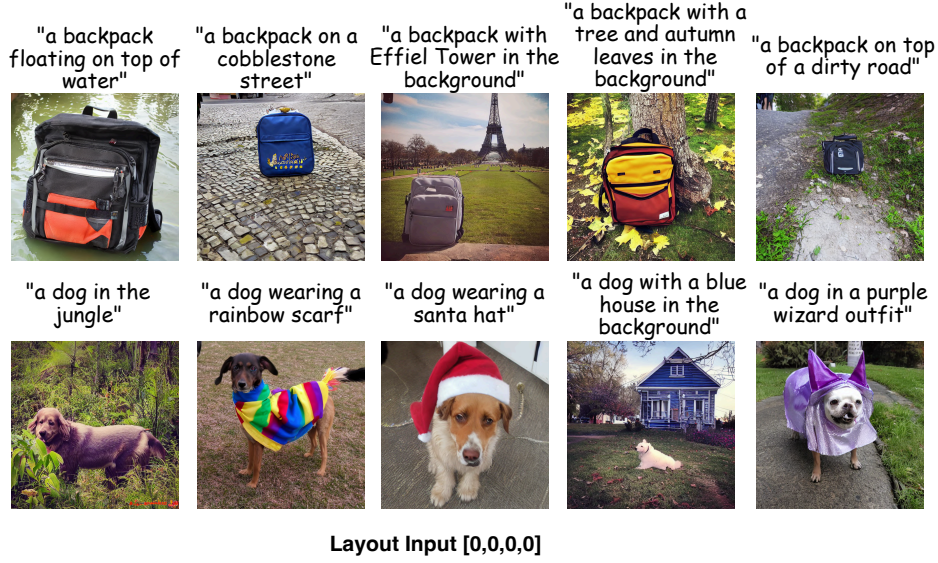 "a backpack
floating on top of
water"
"a backpack on a
cobblestone
street"
"a backpack with
Effiel Tower in the
background"
"a backpack with a
tree and autumn
leaves in the
background"
"a backpack on top
of a dirty road"
"a dog in the
jungle"
"a dog wearing a
rainbow scarf"
"a dog wearing a
santa hat"
"a dog with a blue
house in the
background"
"a dog in a purple
wizard outfit"
Layout Input [0,0,0,0]